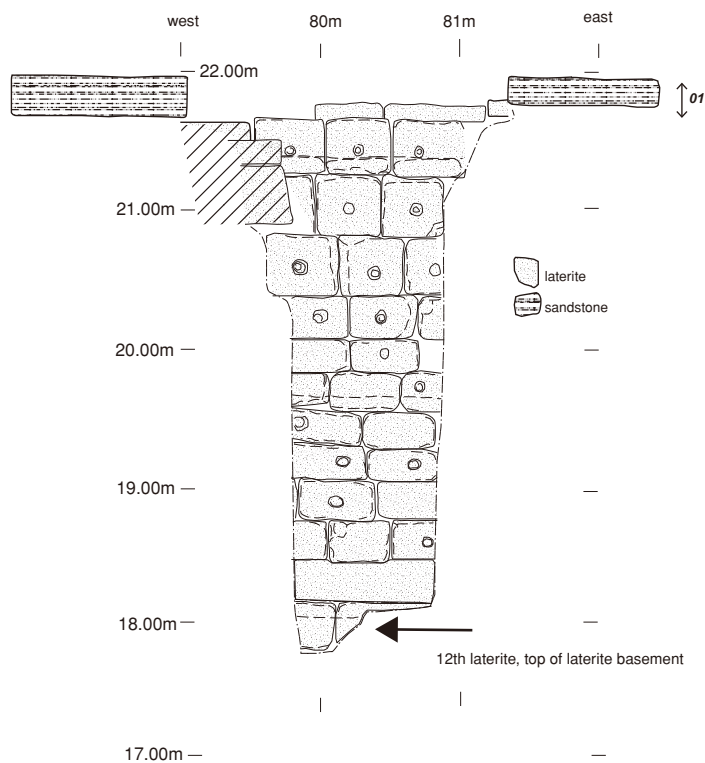 west 80m 81m east
22.00m
01
21.00m
laterite
sandstone
20.00m
19.00m
18.00m
12th laterite, top of laterite basement
17.00m